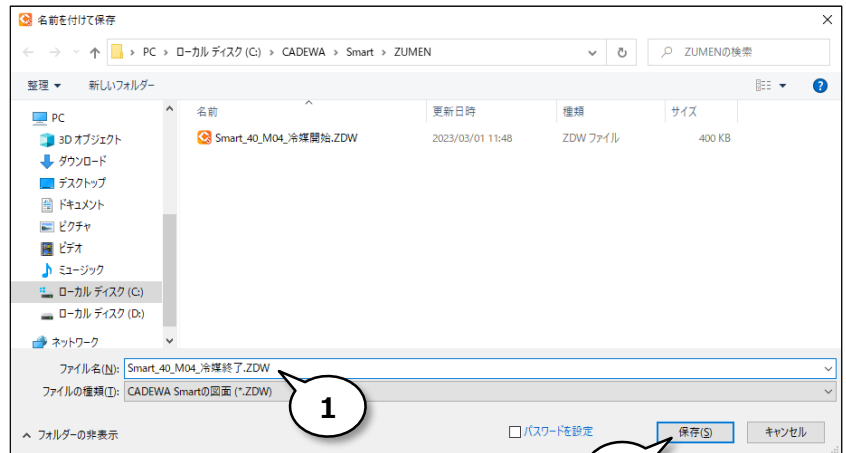 名前を付けて保存
PC › ローカル ディスク (C:) › CADEWA › Smart › ZUMEN
ZUMENの検索
整理 新しいフォルダー
名前 更新日時 種類 サイズ
PC
Smart_40_M04_冷媒開始.ZDW 2023/03/01 11:48 ZDW ファイル 400 KB
3D オブジェクト
ダウンロード
デスクトップ
ドキュメント
ピクチャ
ビデオ
ミュージック
ローカル ディスク (C:)
ローカル ディスク (D:)
ネットワーク
ファイル名(N): Smart_40_M04_冷媒終了.ZDW
ファイルの種類(T): CADEWA Smartの図面 (*.ZDW)
1
フォルダーの非表示
パスワードを設定
保存(S)
キャンセル